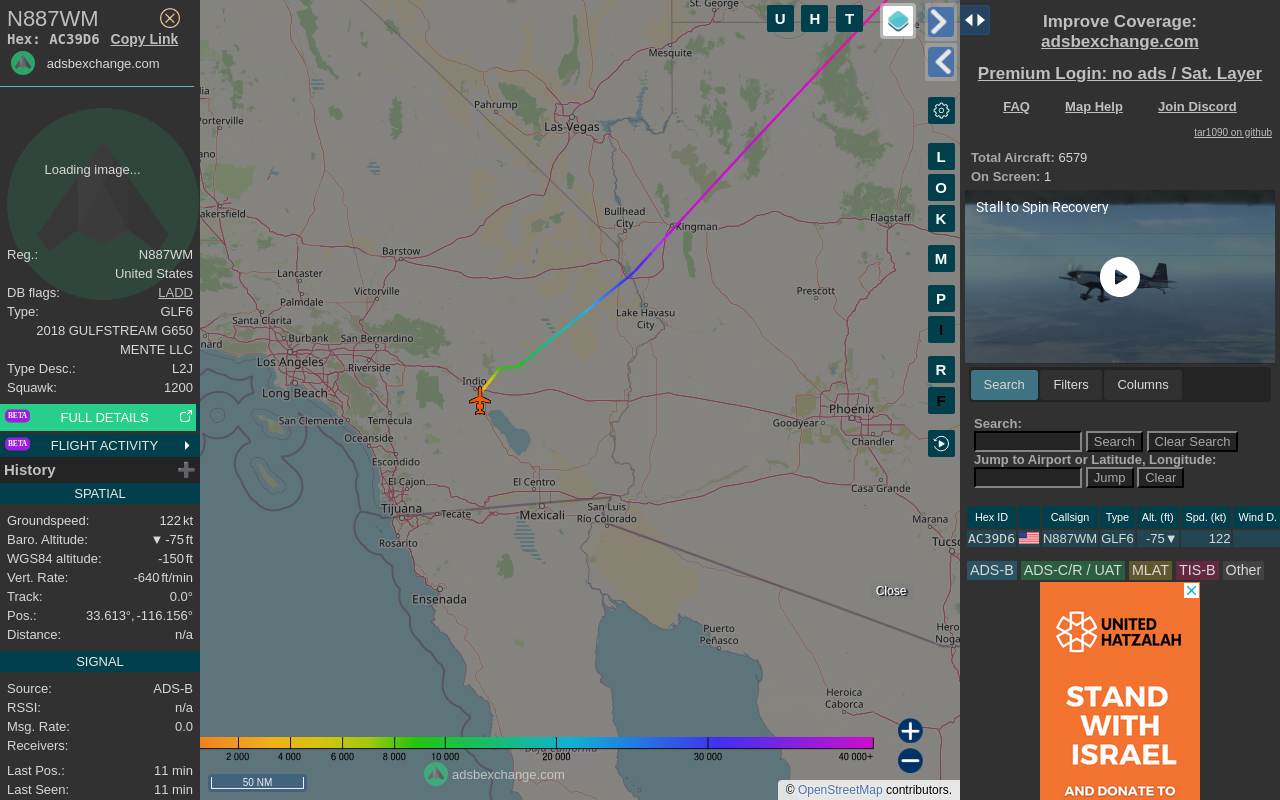 N887WM
Hex: AC39D6 Copy Link
adsbexchange.com
Loading image...
Reg.: N887WM
United States
DB flags: LADD
Type: GLF6
2018 GULFSTREAM G650
MENTE LLC
Type Desc.: L2J
Squawk: 1200
BETA FULL DETAILS
BETA FLIGHT ACTIVITY
History
SPATIAL
Groundspeed: 122 kt
Baro. Altitude: ▼ -75 ft
WGS84 altitude: -150 ft
Vert. Rate: -640 ft/min
Track: 0.0°
Pos.: 33.613°, -116.156°
Distance: n/a
SIGNAL
Source: ADS-B
RSSI: n/a
Msg. Rate: 0.0
Receivers:
Last Pos.: 11 min
Last Seen: 11 min
St. George
Mesquite
Pahrump
Las Vegas
Porterville
Bullhead
City
Kingman
Flagstaff
Barstow
Lancaster
Palmdale
Victorville
Prescott
Santa Clarita
Lake Havasu
City
Burbank
San Bernardino
Los Angeles
Riverside
Indio
Long Beach
Phoenix
San Clemente
Temecula
Goodyear
Oceanside
Chandler
Escondido
El Cajon
El Centro
Casa Grande
Tijuana
Tecate
Mexicali
San Luis
Río Colorado
Marana
Rosarito
Ensenada
Close
Puerto
Peñasco
Heroica
Caborca
2 000 4 000 6 000 8 000 10 000 20 000 30 000 40 000+
adsbexchange.com
50 NM
© OpenStreetMap contributors.
U H T
L
O
K
M
P
I
R
F
Improve Coverage:
adsbexchange.com
Premium Login: no ads / Sat. Layer
FAQ Map Help Join Discord
tar1090 on github
Total Aircraft: 6579
On Screen: 1
Stall to Spin Recovery
Search Filters Columns
Search:
Search Clear Search
Jump to Airport or Latitude, Longitude:
Jump Clear
Hex ID Callsign Type Alt. (ft) Spd. (kt) Wind D.
AC39D6 N887WM GLF6 -75▼ 122
ADS-B ADS-C/R / UAT MLAT TIS-B Other
UNITED
HATZALAH
STAND
WITH
ISRAEL
AND DONATE TO